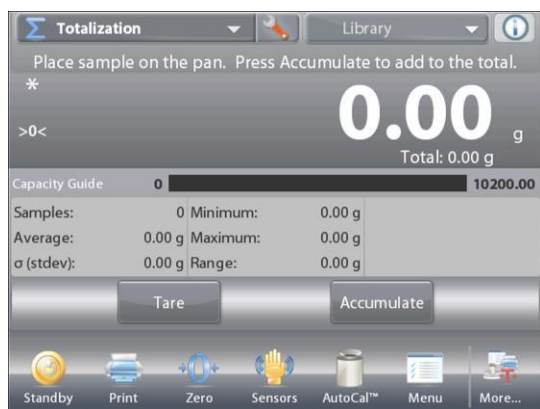 Σ Totalization Library
Place sample on the pan. Press Accumulate to add to the total.
*
0.00 g
>0<
Total: 0.00 g
Capacity Guide 0 10200.00
Samples: 0 Minimum: 0.00 g
Average: 0.00 g Maximum: 0.00 g
σ (stdev): 0.00 g Range: 0.00 g
Tare Accumulate
Standby Print Zero Sensors AutoCal™ Menu More...